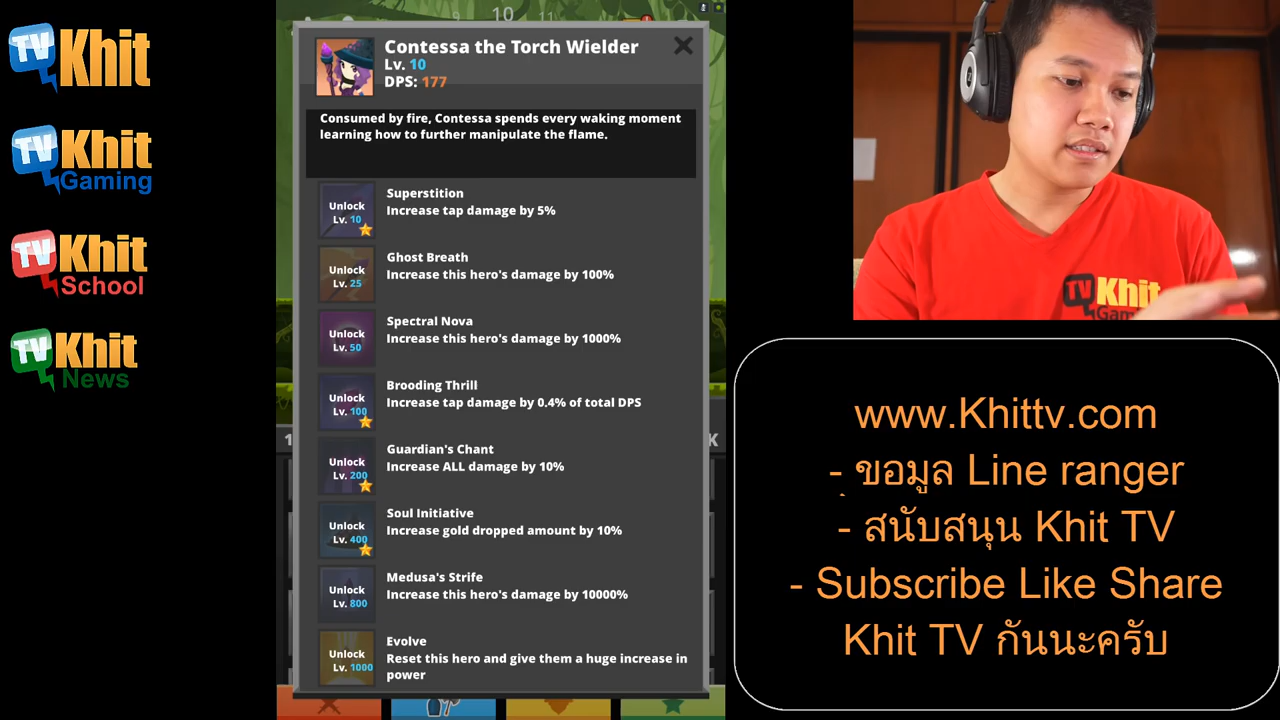 TV Khit
TV Khit
Gaming
TV Khit
School
TV Khit
News
9 10 11
Contessa the Torch Wielder
Lv. 10
DPS: 177
Consumed by fire, Contessa spends every waking moment
learning how to further manipulate the flame.
Unlock
Lv. 10
Superstition
Increase tap damage by 5%
Unlock
Lv. 25
Ghost Breath
Increase this hero's damage by 100%
Unlock
Lv. 50
Spectral Nova
Increase this hero's damage by 1000%
Unlock
Lv. 100
Brooding Thrill
Increase tap damage by 0.4% of total DPS
Unlock
Lv. 200
Guardian's Chant
Increase ALL damage by 10%
Unlock
Lv. 400
Soul Initiative
Increase gold dropped amount by 10%
Unlock
Lv. 800
Medusa's Strife
Increase this hero's damage by 10000%
Unlock
Lv. 1000
Evolve
Reset this hero and give them a huge increase in
power
TV Khit
Gaming
www.Khittv.com
- ขอมูล Line ranger
- สนับสนุน Khit TV
- Subscribe Like Share
Khit TV กันนะครับ